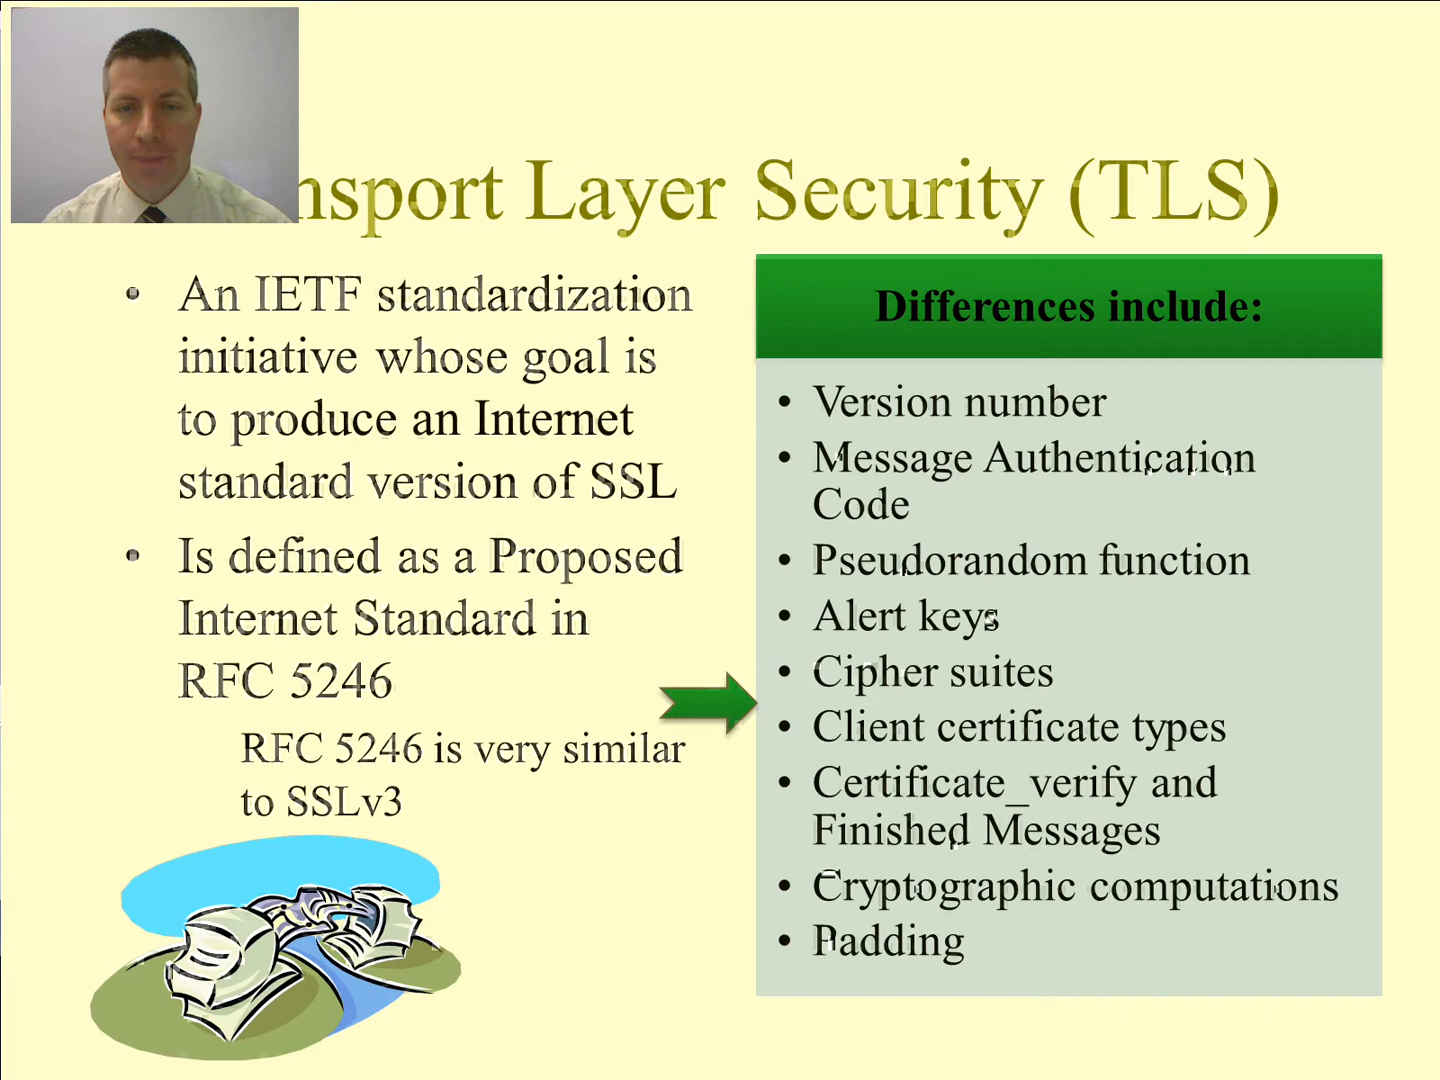 nsport Layer Security (TLS)
• An IETF standardization
initiative whose goal is
to produce an Internet
standard version of SSL
• Is defined as a Proposed
Internet Standard in
RFC 5246
RFC 5246 is very similar
to SSLv3
Differences include:
• Version number
• Message Authentication
Code
• Pseudorandom function
• Alert keys
• Cipher suites
• Client certificate types
• Certificate_verify and
Finished Messages
• Cryptographic computations
• Padding